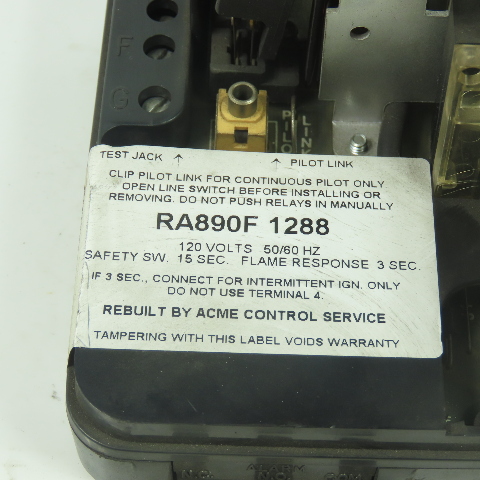 F
G
PILOT
LINK
TEST JACK ↑ ↑ PILOT LINK
CLIP PILOT LINK FOR CONTINUOUS PILOT ONLY
OPEN LINE SWITCH BEFORE INSTALLING OR
REMOVING. DO NOT PUSH RELAYS IN MANUALLY
RA890F 1288
120 VOLTS 50/60 HZ
SAFETY SW. 15 SEC. FLAME RESPONSE 3 SEC.
IF 3 SEC., CONNECT FOR INTERMITTENT IGN. ONLY
DO NOT USE TERMINAL 4.
REBUILT BY ACME CONTROL SERVICE
TAMPERING WITH THIS LABEL VOIDS WARRANTY
ALARM